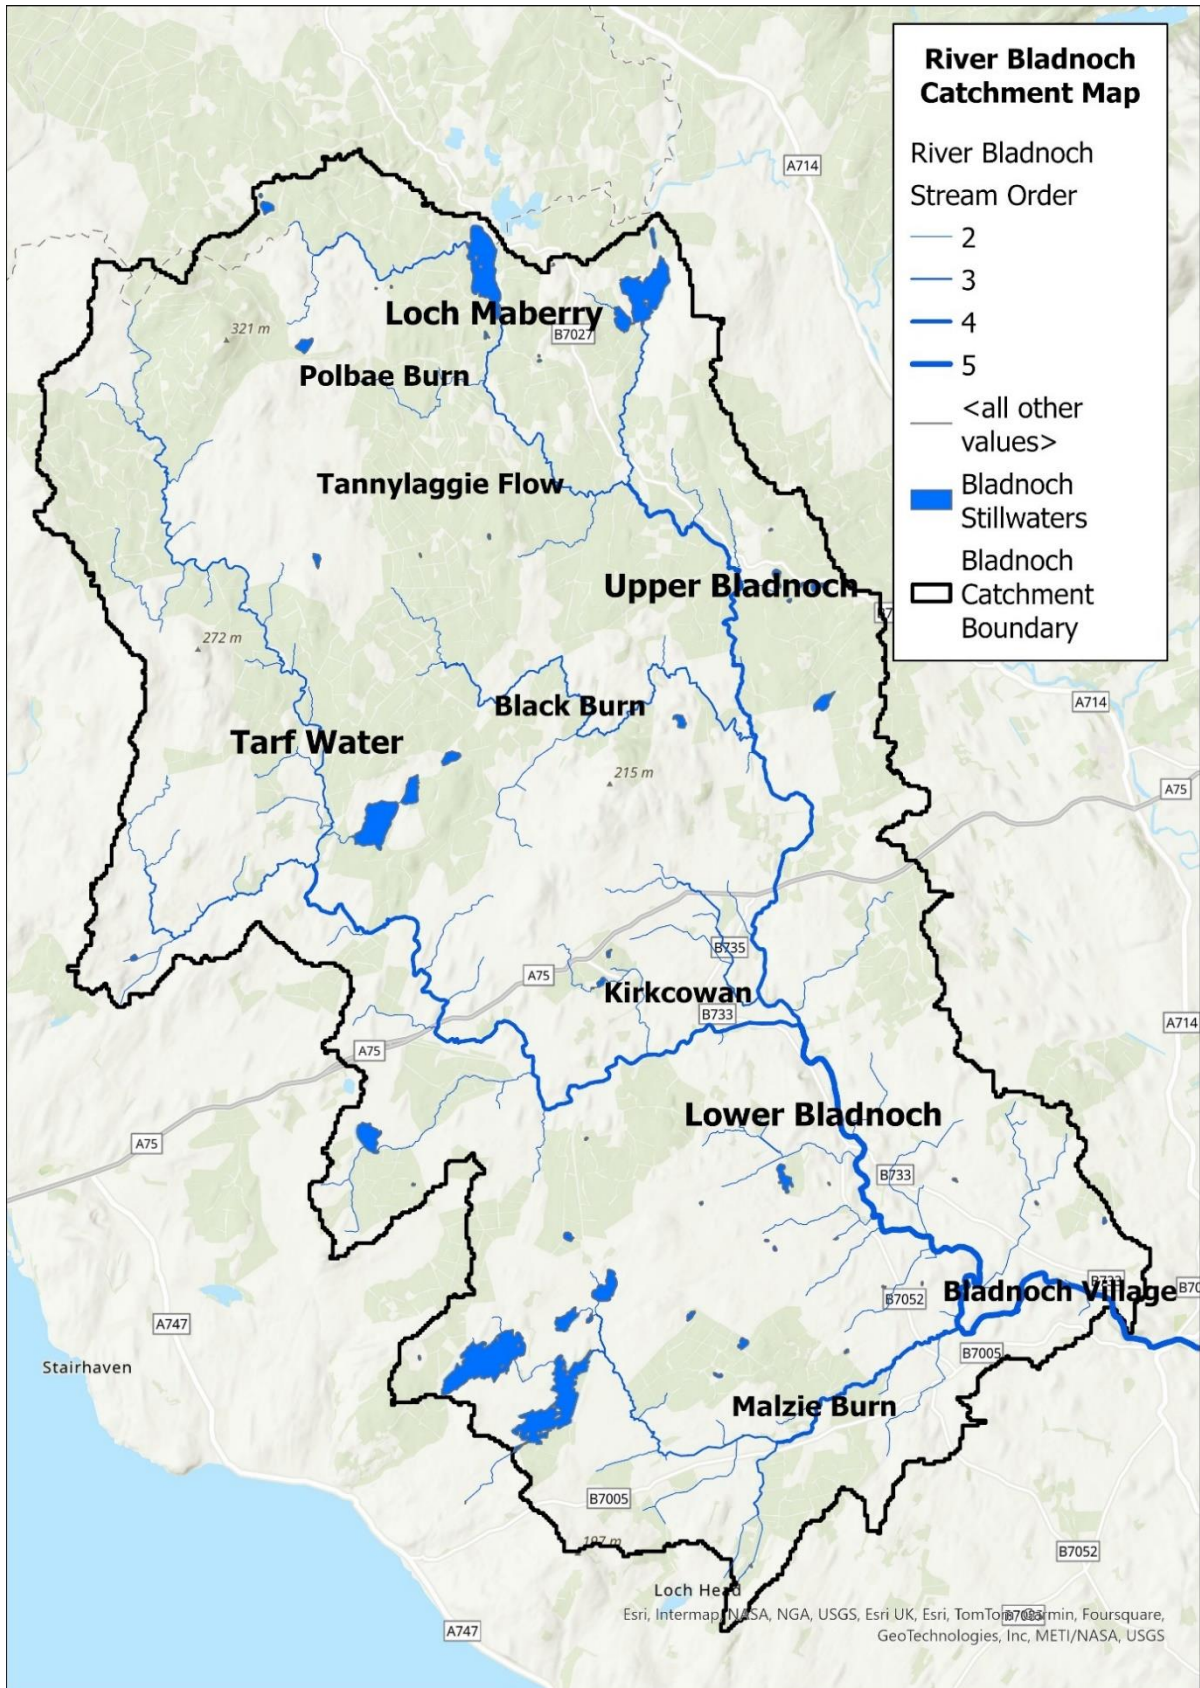 River Bladnoch
Catchment Map
River Bladnoch
Stream Order
2
3
4
5
<all other
values>
Bladnoch
Stillwaters
Bladnoch
Catchment
Boundary
A714
Loch Maberry
B7027
321 m
Polbae Burn
Tannylaggie Flow
Upper Bladnoch
272 m
Black Burn
A714
Tarf Water
215 m
A75
B735
A75
Kirkcowan
B733
A714
A75
Lower Bladnoch
A75
B733
Bladnoch Village
B7052
A747
B7005
Stairhaven
Malzie Burn
B7005
197 m
B7052
Loch Head
Esri, Intermap, NASA, NGA, USGS, Esri UK, Esri, TomTom, Garmin, Foursquare,
GeoTechnologies, Inc, METI/NASA, USGS
A747